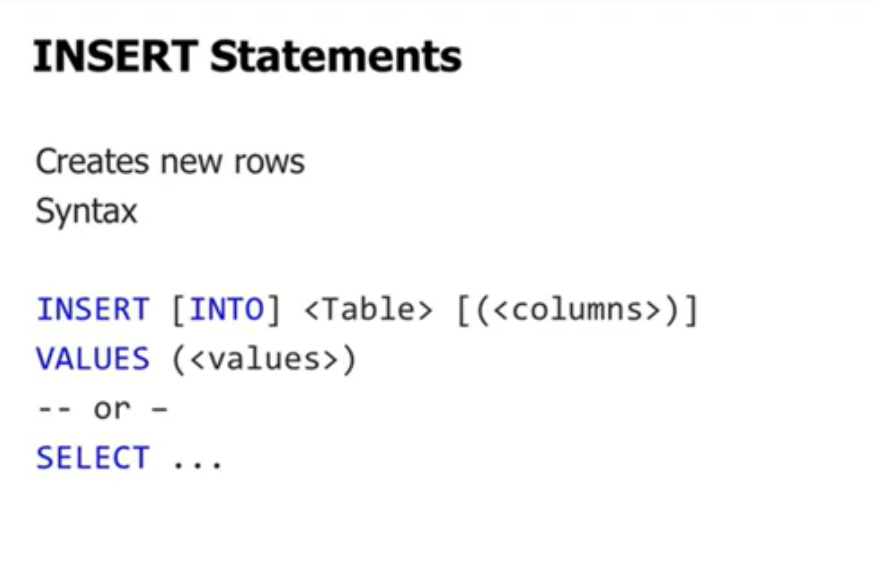 INSERT Statements
Creates new rows
Syntax
INSERT [INTO] <Table> [(<columns>)]
VALUES (<values>)
-- or –
SELECT ...